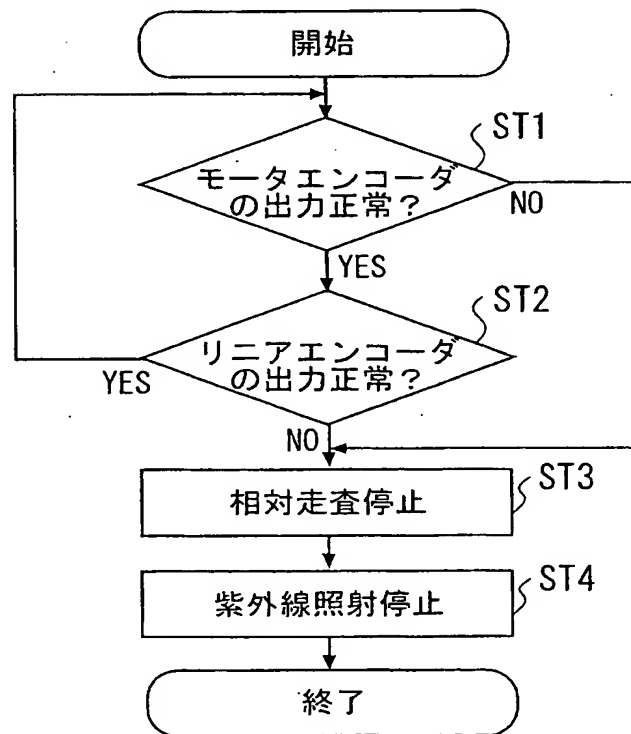 開始
ST1
モータエンコーダ
の出力正常？
NO
YES
ST2
リニアエンコーダ
の出力正常？
YES
NO
ST3
相対走査停止
ST4
紫外線照射停止
終了